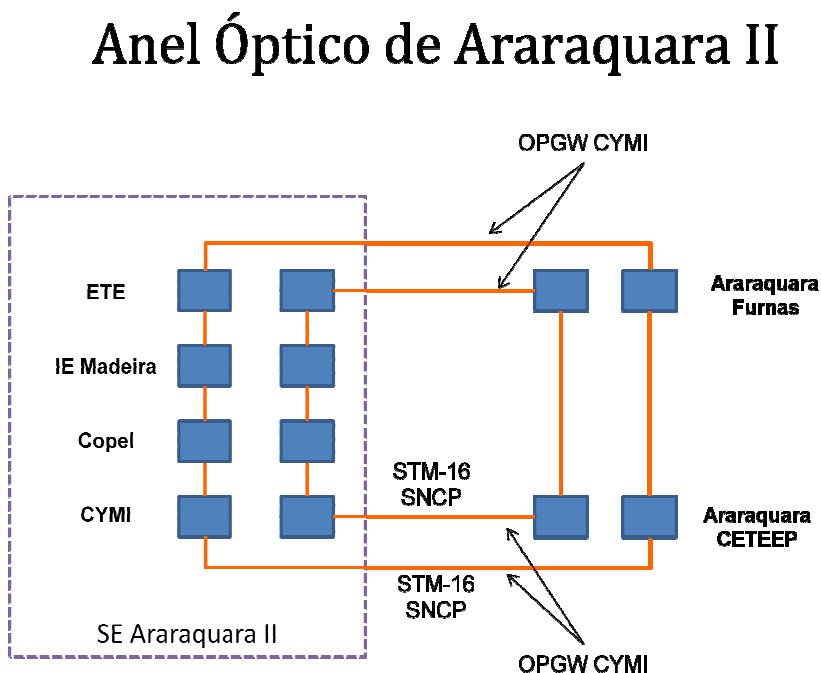 Anel Óptico de Araraquara II
OPGW CYMI
ETE
Araraquara
Furnas
IE Madeira
Copel
STM-16
SNCP
CYMI
Araraquara
CETEEP
STM-16
SNCP
SE Araraquara II
OPGW CYMI